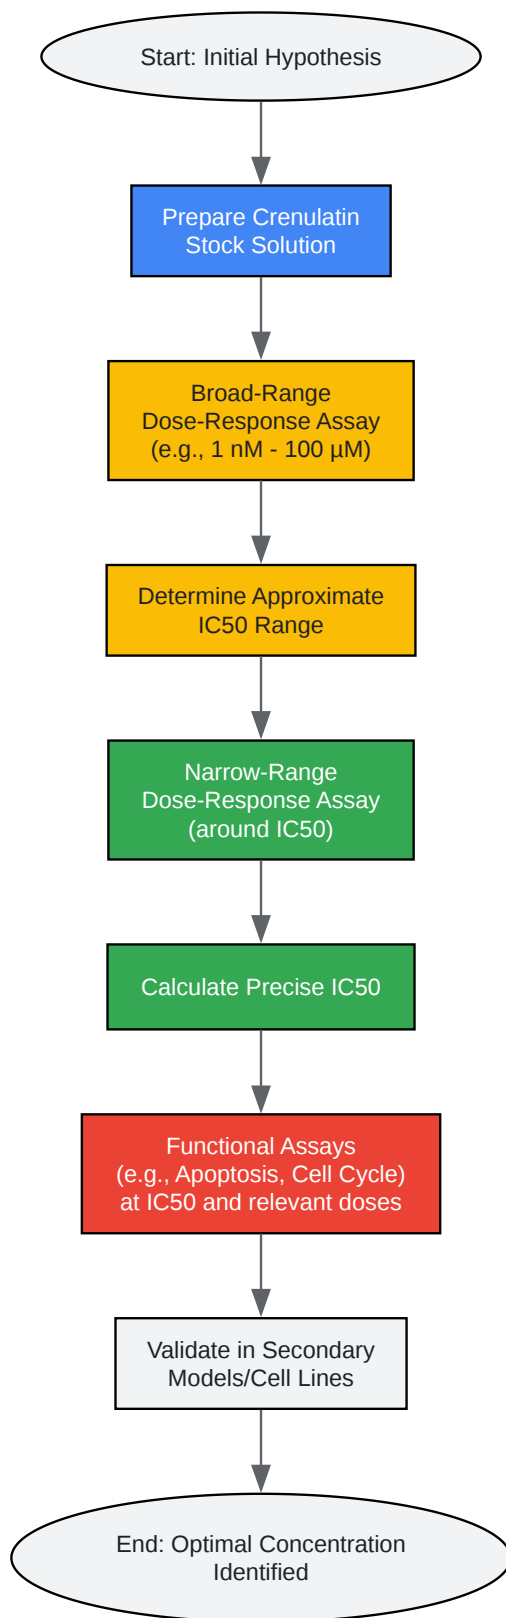 Start: Initial Hypothesis
Prepare Crenulatin
Stock Solution
Broad-Range
Dose-Response Assay
(e.g., 1 nM - 100 µM)
Determine Approximate
IC50 Range
Narrow-Range
Dose-Response Assay
(around IC50)
Calculate Precise IC50
Functional Assays
(e.g., Apoptosis, Cell Cycle)
at IC50 and relevant doses
Validate in Secondary
Models/Cell Lines
End: Optimal Concentration
Identified